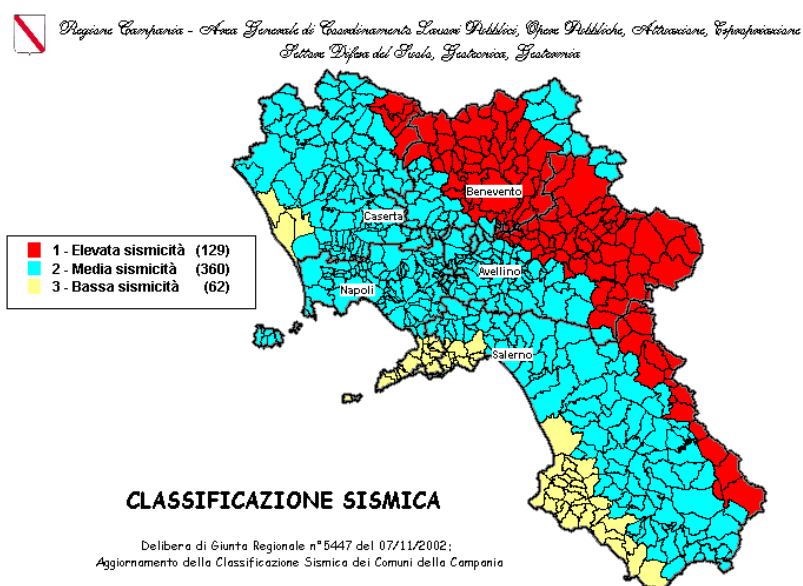 Regione Campania - Area Generale di Coordinamento Lavori Pubblici, Opere Pubbliche, Attuazione, Espropriazione
Settore Difesa del Suolo, Geotecnica, Geotermia
Benevento
Caserta
1 - Elevata sismicità (129)
2 - Media sismicità (360)
3 - Bassa sismicità (62)
Avellino
Napoli
Salerno
CLASSIFICAZIONE SISMICA
Delibera di Giunta Regionale n°5447 del 07/11/2002;
Aggiornamento della Classificazione Sismica dei Comuni della Campania